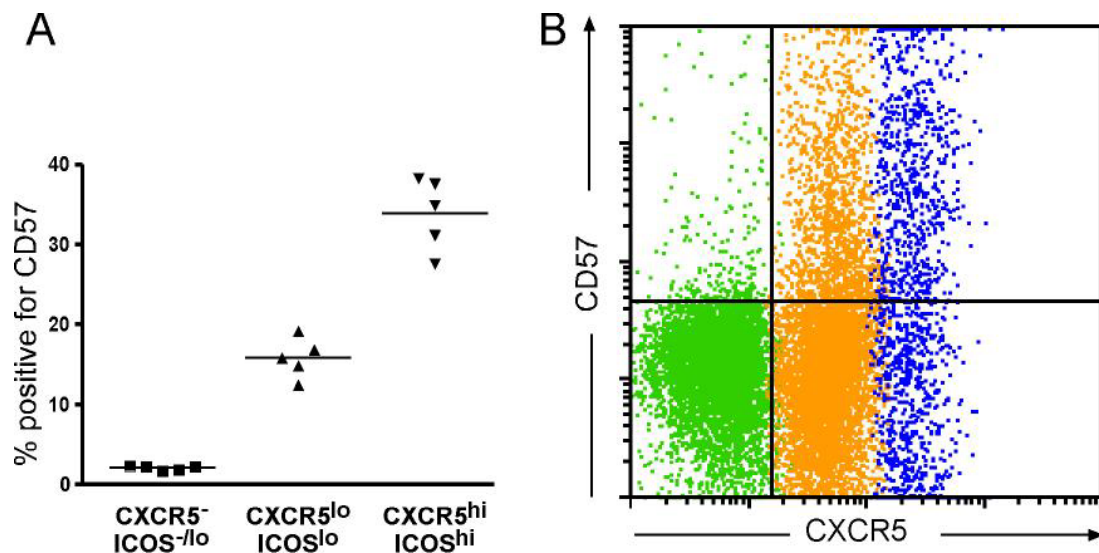 A
B
% positive for CD57
40
30
20
10
0
CXCR5-
ICOS-/lo
CXCR5lo
ICOSlo
CXCR5hi
ICOShi
CD57
CXCR5